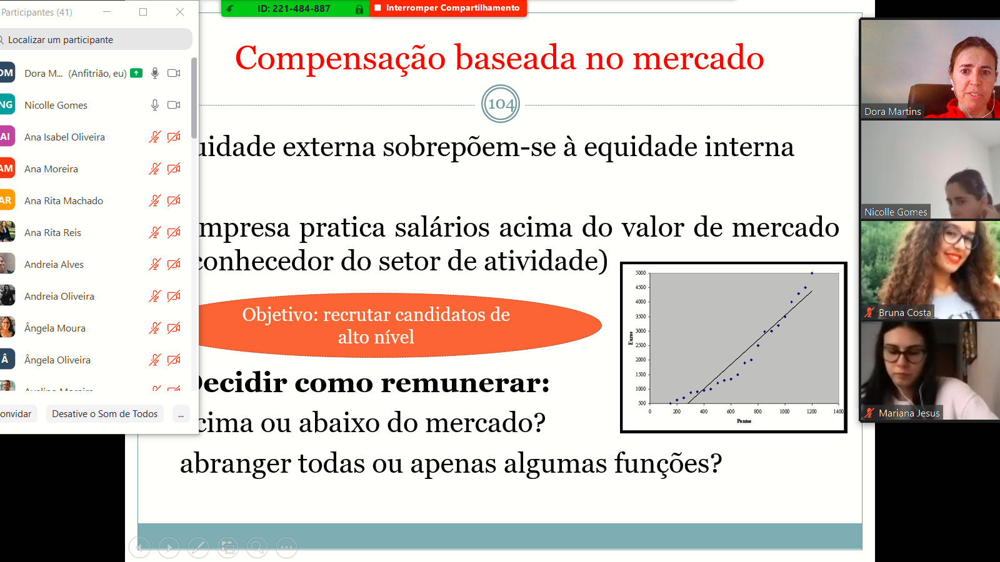 Participantes (41)
Localizar um participante
DM Dora M... (Anfitrião, eu)
NG Nicolle Gomes
AI Ana Isabel Oliveira
AM Ana Moreira
AR Ana Rita Machado
Ana Rita Reis
Andreia Alves
Andreia Oliveira
Ângela Moura
Â Ângela Oliveira
onvidar
Desative o Som de Todos
...
ID: 221-484-887
Interromper Compartilhamento
Compensação baseada no mercado
104
uidade externa sobrepõem-se à equidade interna
mpresa pratica salários acima do valor de mercado
conhecedor do setor de atividade)
Objetivo: recrutar candidatos de
alto nível
Decidir como remunerar:
cima ou abaixo do mercado?
abranger todas ou apenas algumas funções?
5000
4500
4000
3500
3000
2500
2000
1500
1000
500
Euros
0 200 400 600 800 1000 1200 1400
Pontos
Dora Martins
Nicolle Gomes
Bruna Costa
Mariana Jesus